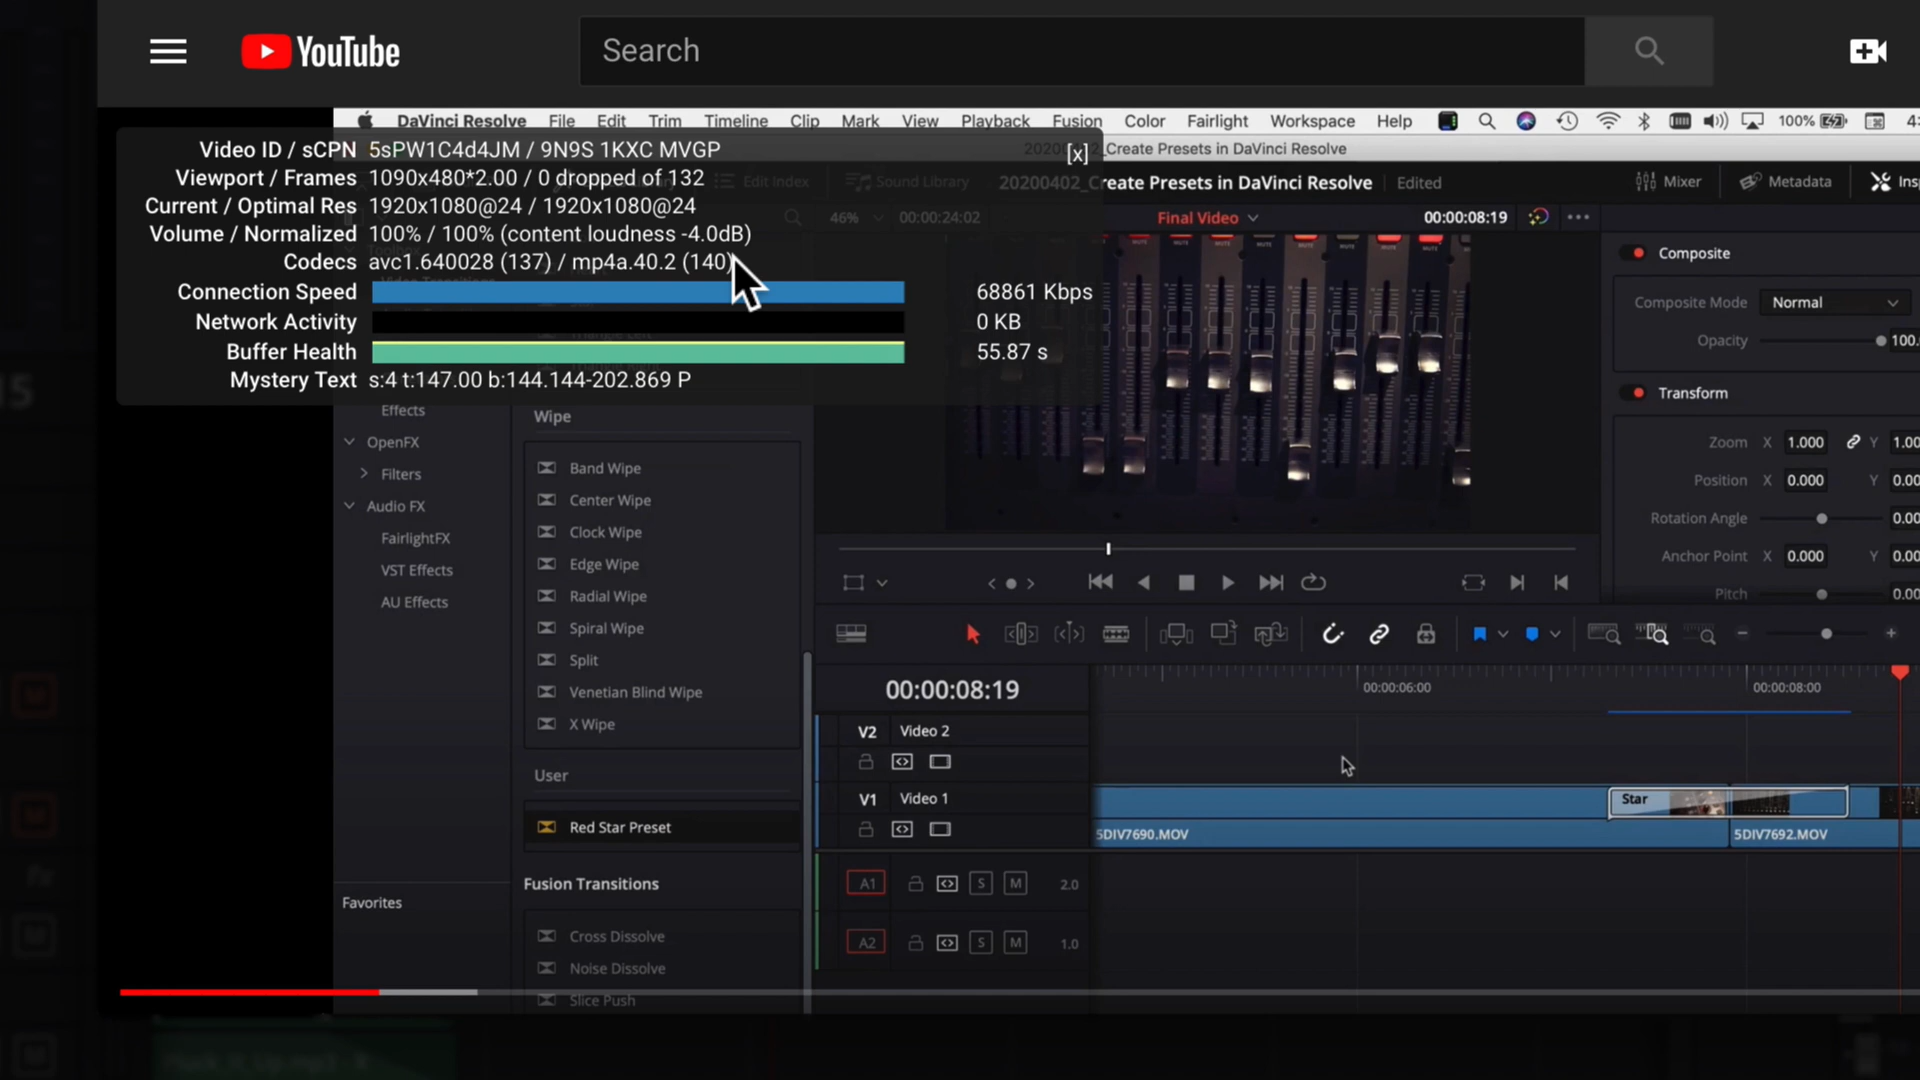 YouTube
Search
DaVinci Resolve File Edit Trim Timeline Clip Mark View Playback Fusion Color Fairlight Workspace Help 100%
Create Presets in DaVinci Resolve
Video ID / sCPN 5sPW1C4d4JM / 9N9S 1KXC MVGP
[x]
Viewport / Frames 1090x480*2.00 / 0 dropped of 132
Current / Optimal Res 1920x1080@24 / 1920x1080@24
Volume / Normalized 100% / 100% (content loudness -4.0dB)
Codecs avc1.640028 (137) / mp4a.40.2 (140)
Connection Speed 68861 Kbps
Network Activity 0 KB
Buffer Health 55.87 s
Mystery Text s:4 t:147.00 b:144.144-202.869 P
Edit Index Sound Library 20200402_Create Presets in DaVinci Resolve Edited Mixer Metadata
46% 00:00:24:02 Final Video 00:00:08:19
Composite
Composite Mode Normal
Opacity 100.
Transform
Zoom X 1.000 Y 1.00
Position X 0.000 Y 0.00
Rotation Angle 0.00
Anchor Point X 0.000 Y 0.00
Pitch 0.00
Effects
OpenFX
Filters
Audio FX
FairlightFX
VST Effects
AU Effects
Favorites
Wipe
Band Wipe
Center Wipe
Clock Wipe
Edge Wipe
Radial Wipe
Spiral Wipe
Split
Venetian Blind Wipe
X Wipe
User
Red Star Preset
Fusion Transitions
Cross Dissolve
Noise Dissolve
Slice Push
00:00:08:19
00:00:06:00 00:00:08:00
V2 Video 2
V1 Video 1
Star
5DIV7690.MOV 5DIV7692.MOV
A1 S M 2.0
A2 S M 1.0